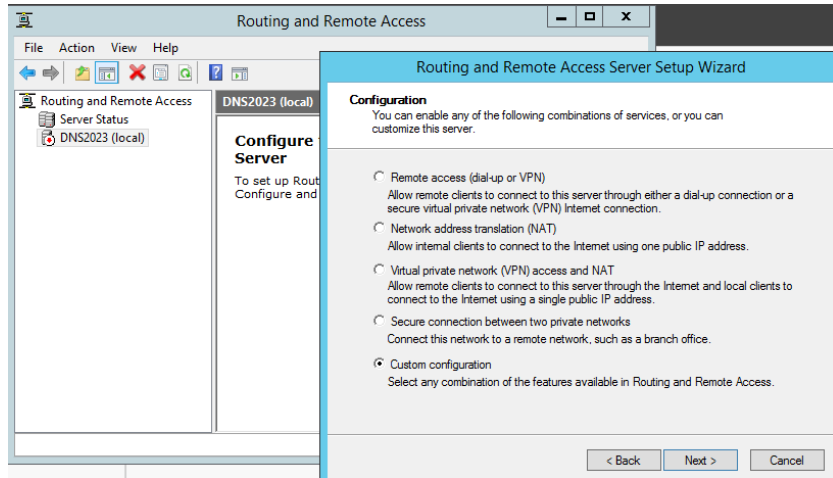 Routing and Remote Access
File Action View Help
Routing and Remote Access
Server Status
DNS2023 (local)
DNS2023 (local)
Configure
Server
To set up Rout
Configure and
Routing and Remote Access Server Setup Wizard
Configuration
You can enable any of the following combinations of services, or you can
customize this server.
Remote access (dial-up or VPN)
Allow remote clients to connect to this server through either a dial-up connection or a
secure virtual private network (VPN) Internet connection.
Network address translation (NAT)
Allow internal clients to connect to the Internet using one public IP address.
Virtual private network (VPN) access and NAT
Allow remote clients to connect to this server through the Internet and local clients to
connect to the Internet using a single public IP address.
Secure connection between two private networks
Connect this network to a remote network, such as a branch office.
Custom configuration
Select any combination of the features available in Routing and Remote Access.
< Back Next > Cancel